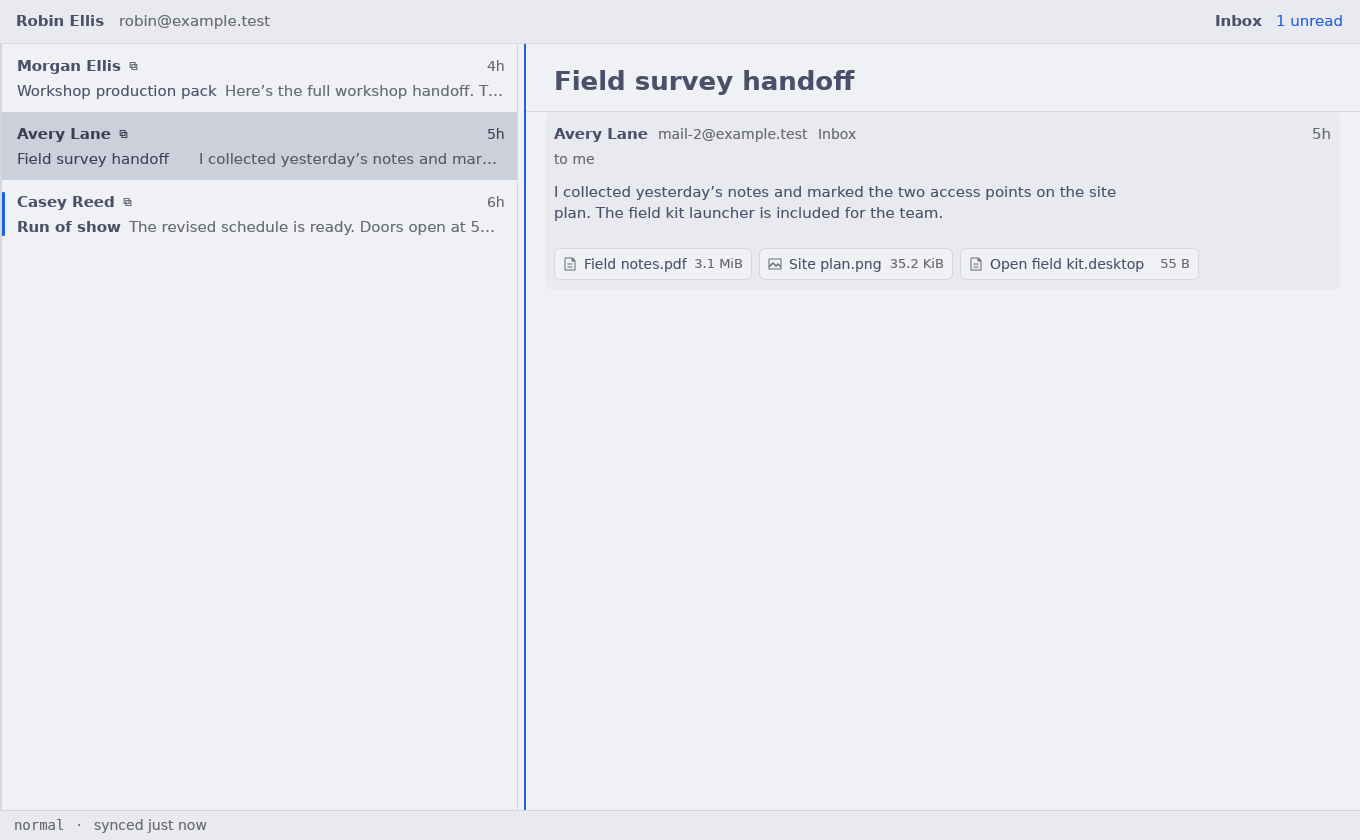 Robin Ellis robin@example.test
Inbox 1 unread
Morgan Ellis 4h
Workshop production pack Here’s the full workshop handoff. T…
Avery Lane 5h
Field survey handoff I collected yesterday’s notes and mar…
Casey Reed 6h
Run of show The revised schedule is ready. Doors open at 5…
Field survey handoff
Avery Lane mail-2@example.test Inbox 5h
to me
I collected yesterday’s notes and marked the two access points on the site
plan. The field kit launcher is included for the team.
Field notes.pdf 3.1 MiB Site plan.png 35.2 KiB Open field kit.desktop 55 B
normal · synced just now